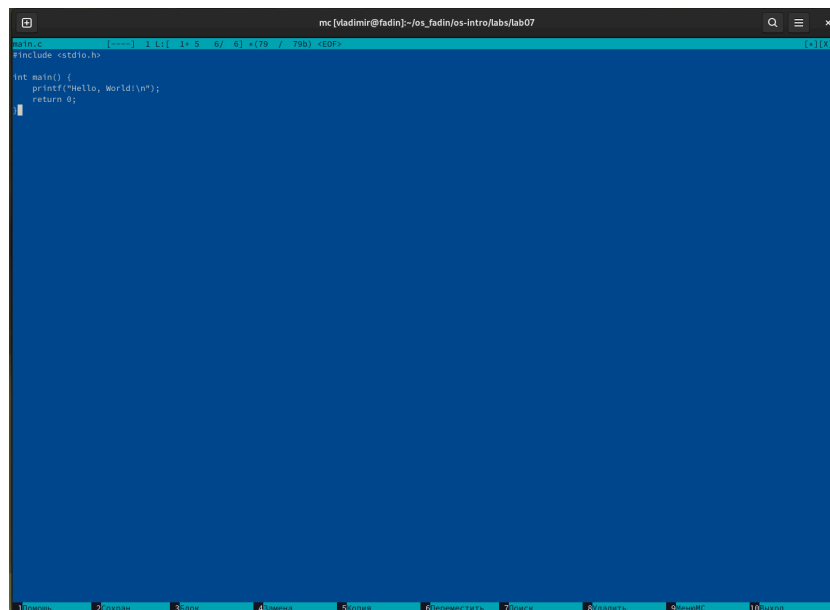 mc [vladimir@fadin]:~/os_fadin/os-intro/labs/lab07
main.c [----] 1 L:[ 1+ 5 6/ 6] *(79 / 79b) <EOF> [*][X
#include <stdio.h>
int main() {
printf("Hello, World!\n");
return 0;
}
1Помощь 2Сохран 3Блок 4Замена 5Копия 6Переместить 7Поиск 8Удалить 9МенюMC 10Выход